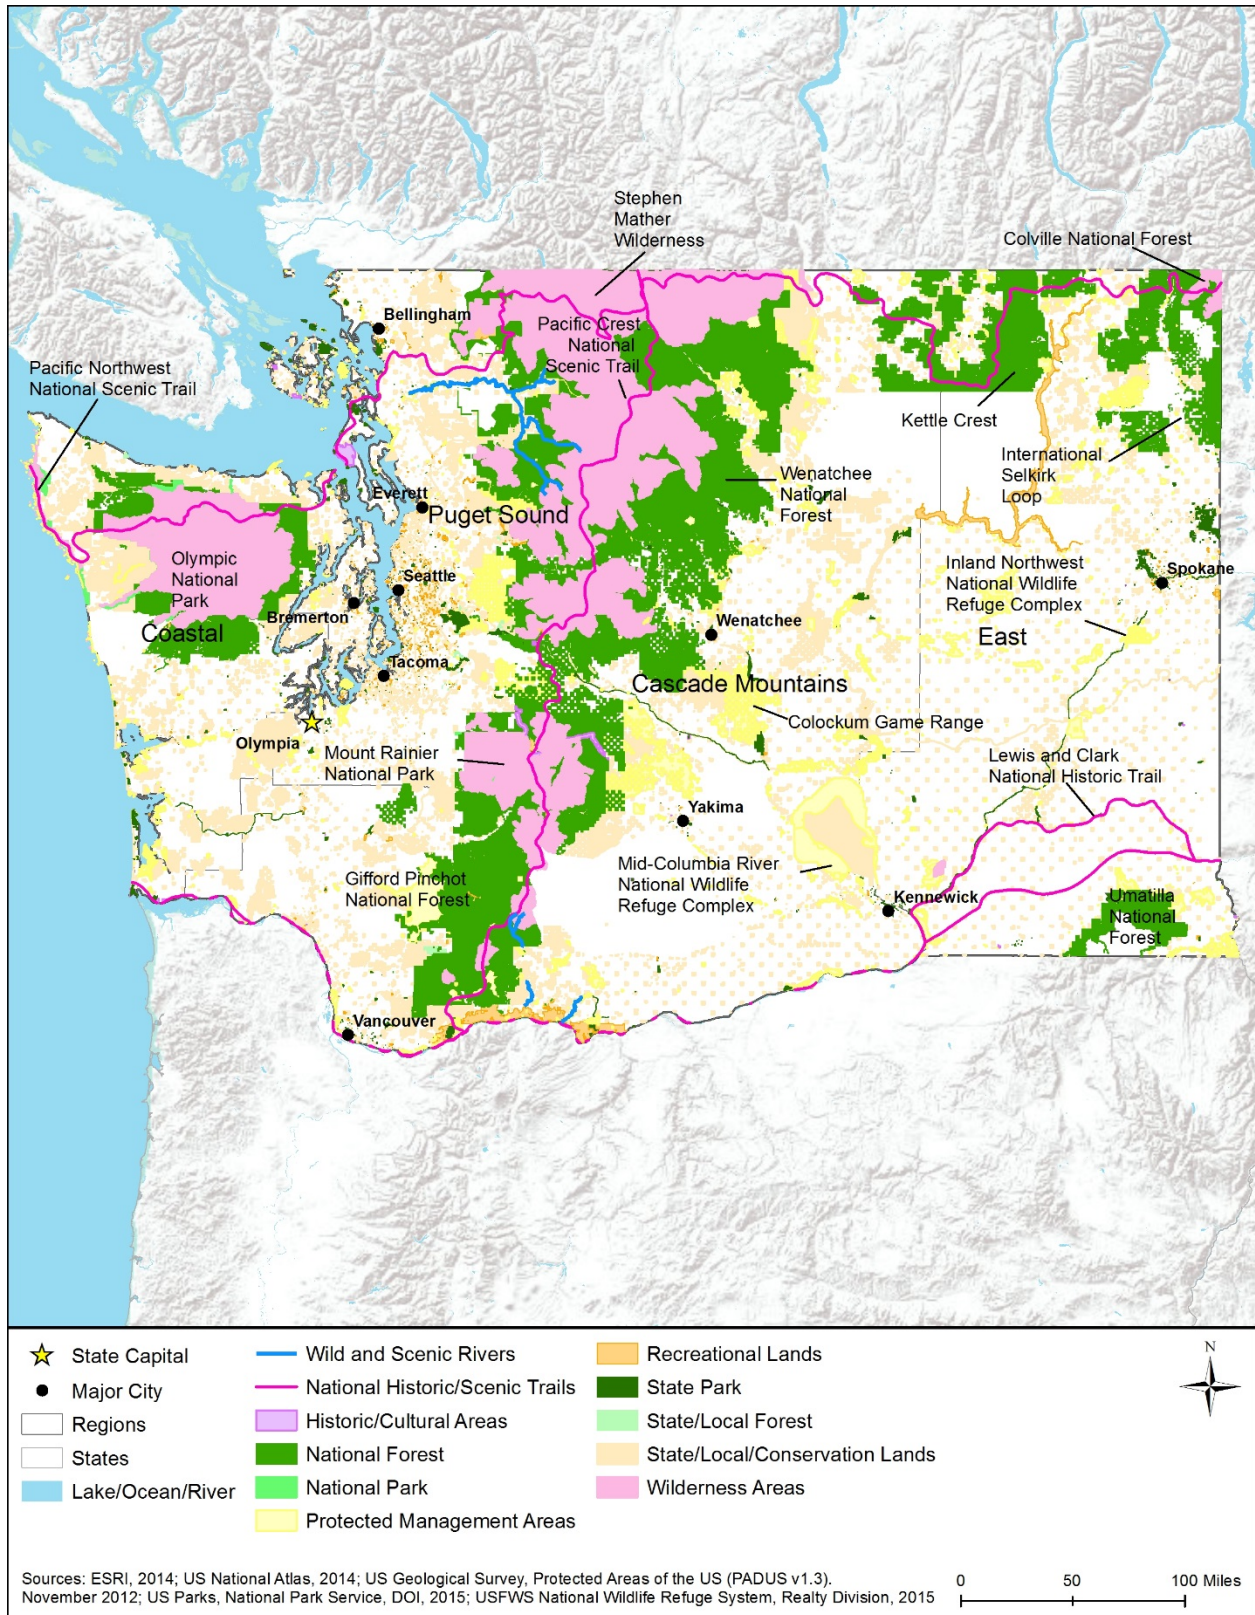 Stephen
Mather
Wilderness
Colville National Forest
Bellingham
Pacific Crest
National
Scenic Trail
Pacific Northwest
National Scenic Trail
Kettle Crest
International
Selkirk
Loop
Wenatchee
National
Forest
Everett
Puget Sound
Olympic
National
Park
Seattle
Inland Northwest
National Wildlife
Refuge Complex
Spokane
Bremerton
Coastal
Wenatchee
East
Tacoma
Cascade Mountains
Colockum Game Range
Olympia
Mount Rainier
National Park
Lewis and Clark
National Historic Trail
Yakima
Mid-Columbia River
National Wildlife
Refuge Complex
Gifford Pinchot
National Forest
Kennewick
Umatilla
National
Forest
Vancouver
State Capital
Major City
Regions
States
Lake/Ocean/River
Wild and Scenic Rivers
National Historic/Scenic Trails
Historic/Cultural Areas
National Forest
National Park
Protected Management Areas
Recreational Lands
State Park
State/Local Forest
State/Local/Conservation Lands
Wilderness Areas
N
Sources: ESRI, 2014; US National Atlas, 2014; US Geological Survey, Protected Areas of the US (PADUS v1.3).
November 2012; US Parks, National Park Service, DOI, 2015; USFWS National Wildlife Refuge System, Realty Division, 2015
0 50 100 Miles